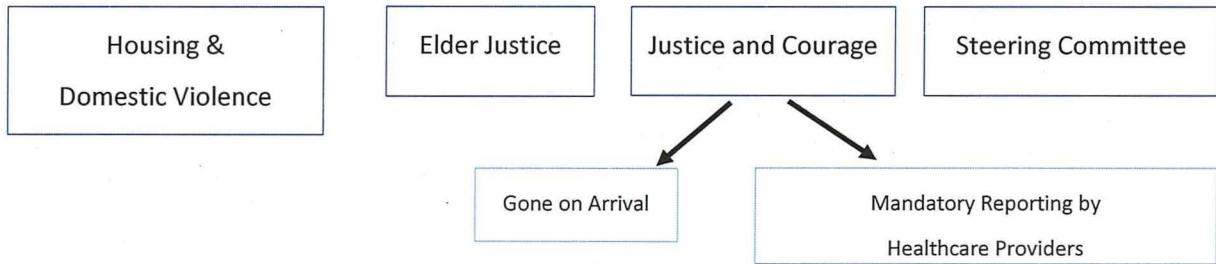 Housing &
Domestic Violence
Elder Justice
Justice and Courage
Steering Committee
Gone on Arrival
Mandatory Reporting by
Healthcare Providers